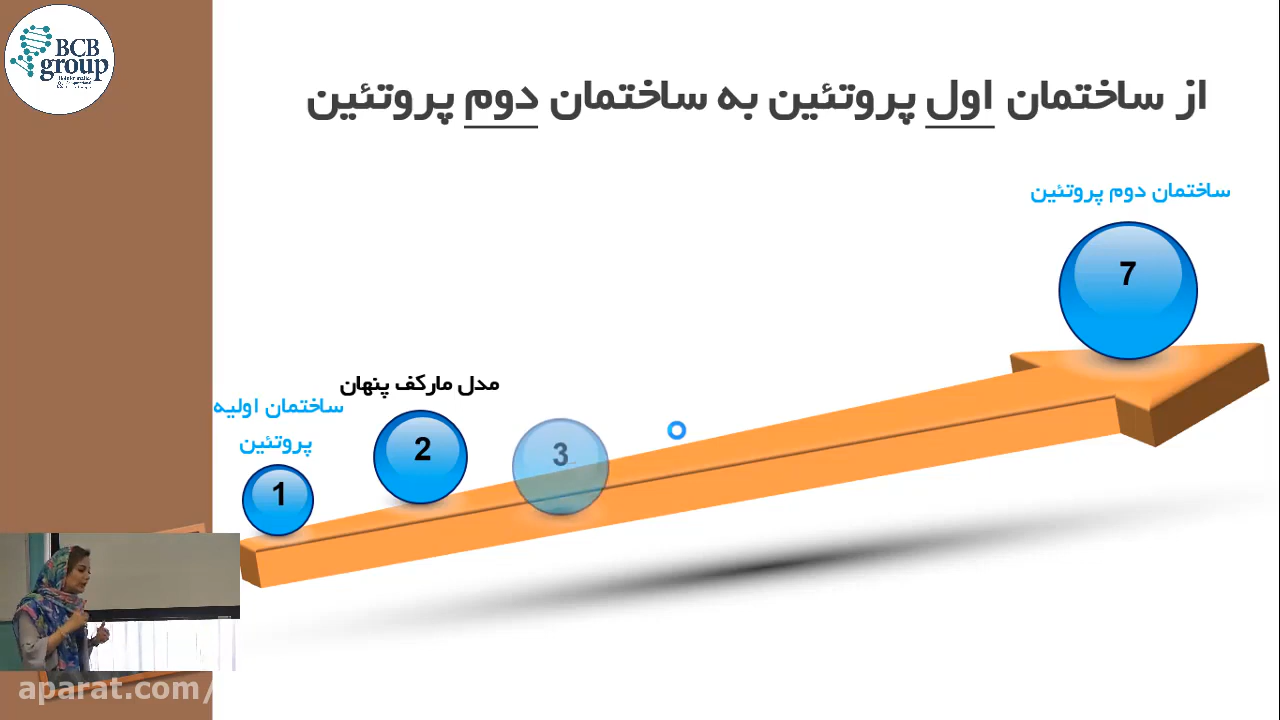 BCB
group
از ساختمان اول پروتئین به ساختمان دوم پروتئین
ساختمان دوم پروتئین
7
مدل مارکف پنهان
ساختمان اولیه
پروتئین
1
2
3
aparat.com/